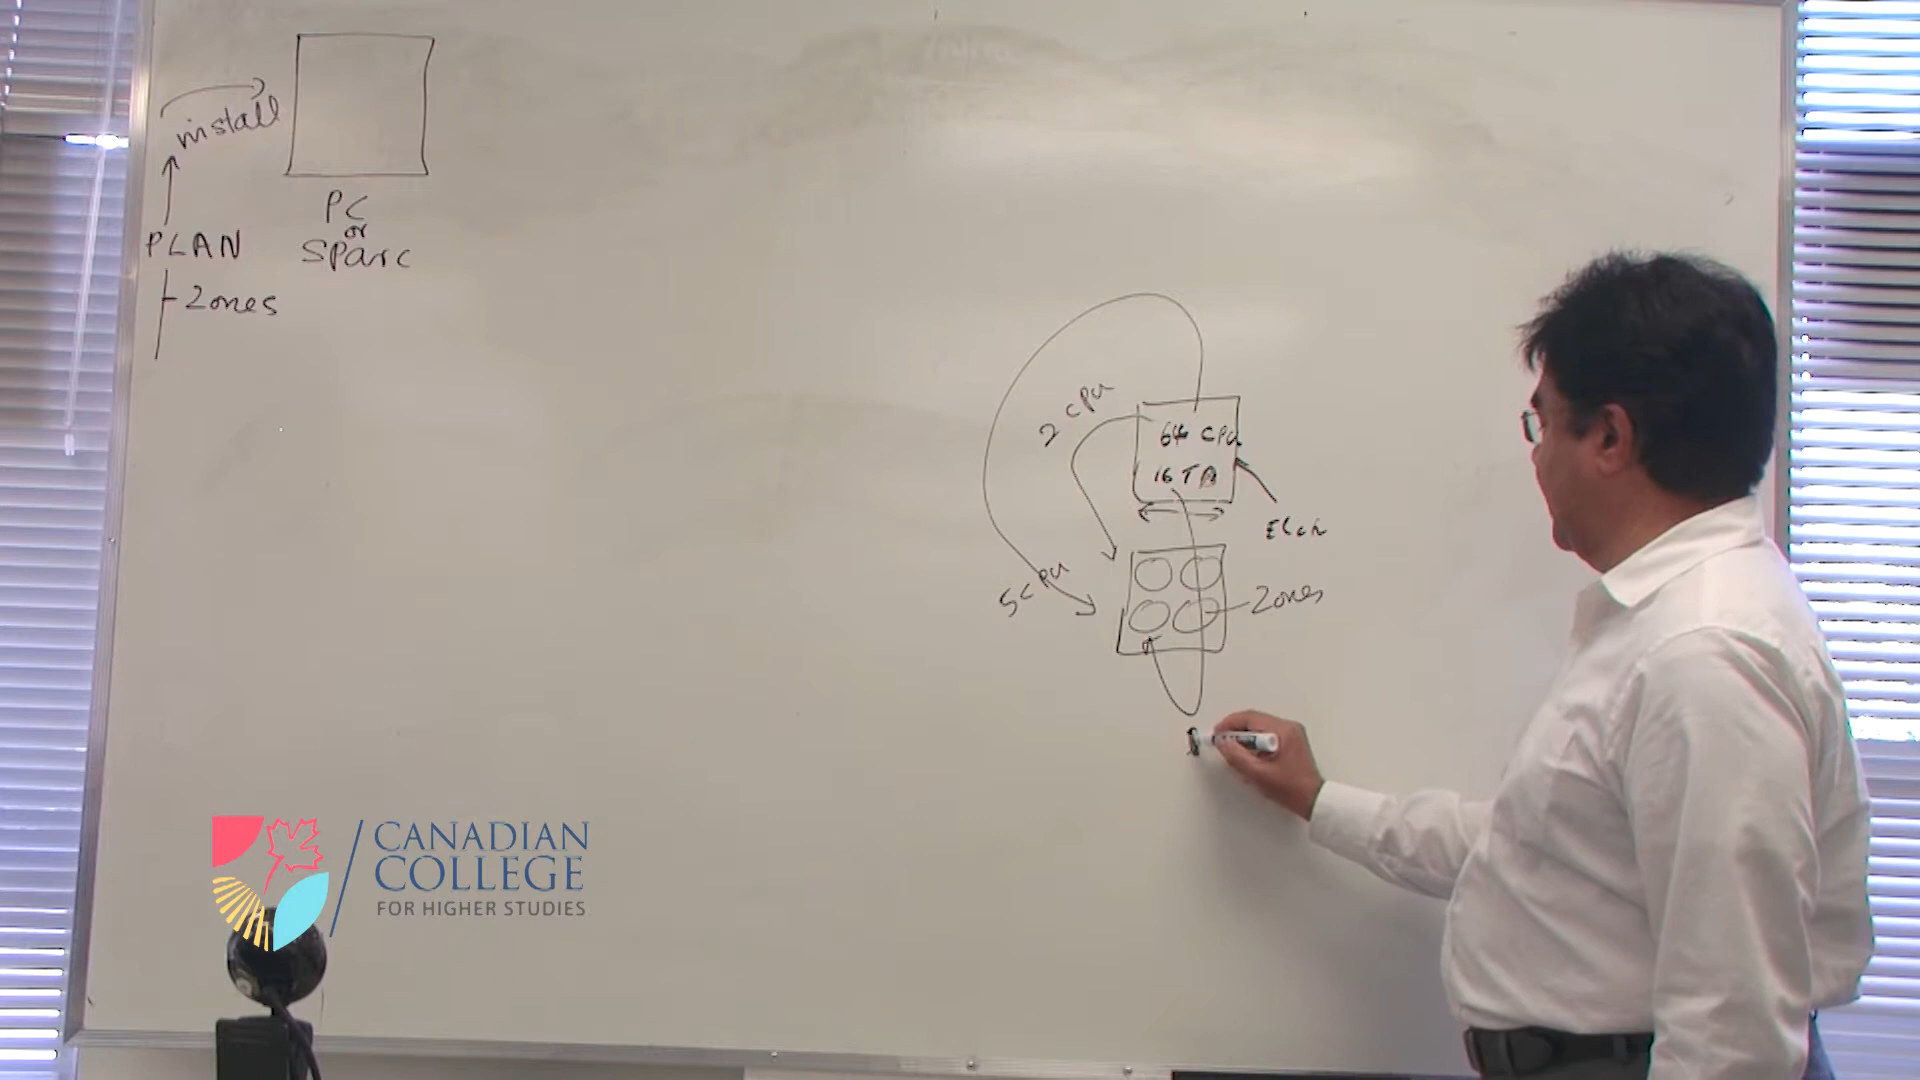 install
PC
or
SParc
PLAN
Zones
2 CPU
64 CPU
16 TB
5 CPU
Zones
CANADIAN
COLLEGE
FOR HIGHER STUDIES